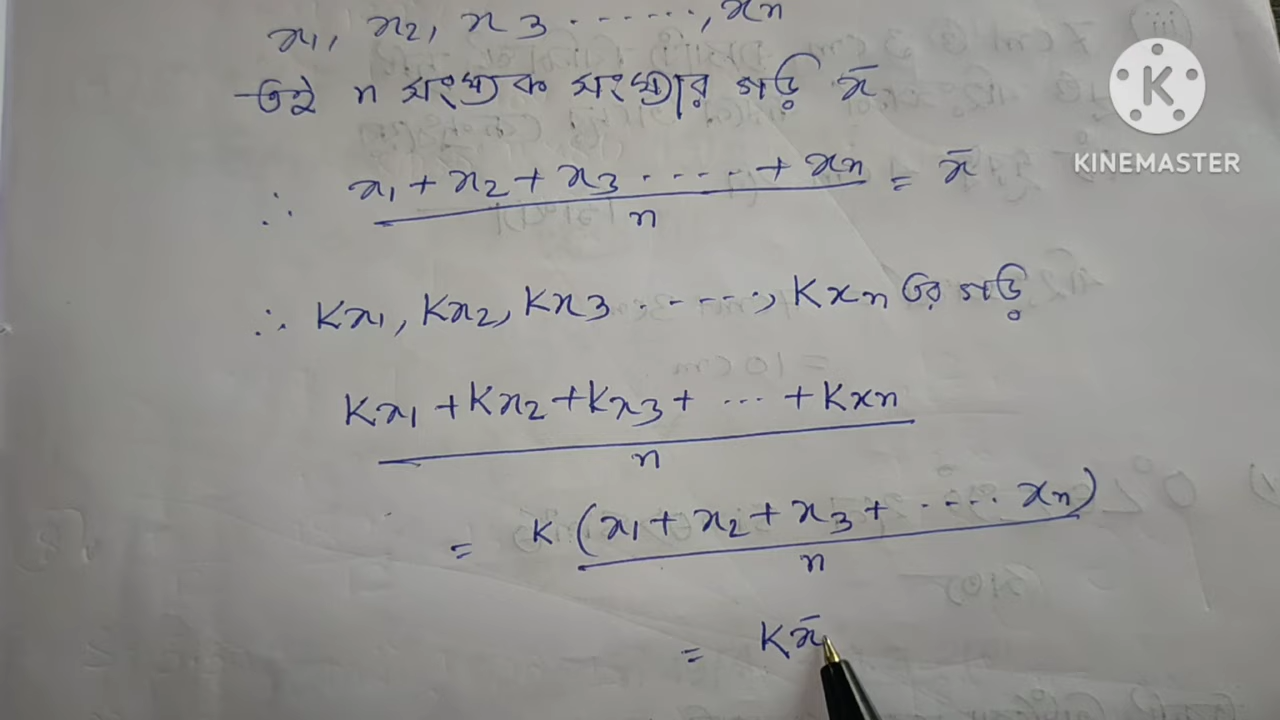 x₁, x₂, x₃ ......, xn
এই n সংখ্যক সংখ্যার গড় x̄
∴ x₁ + x₂ + x₃ ..... + xn / n = x̄
∴ Kx₁, Kx₂, Kx₃ ......, Kxn এর গড়
Kx₁ + Kx₂ + Kx₃ + ... + Kxn / n
= K (x₁ + x₂ + x₃ + .... xn) / n
= Kx̄
K
KINEMASTER